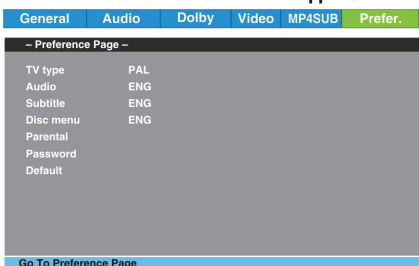 General Audio Dolby Video MP4SUB Prefer.
– Preference Page –
TV type PAL
Audio ENG
Subtitle ENG
Disc menu ENG
Parental
Password
Default
Go To Preference Page